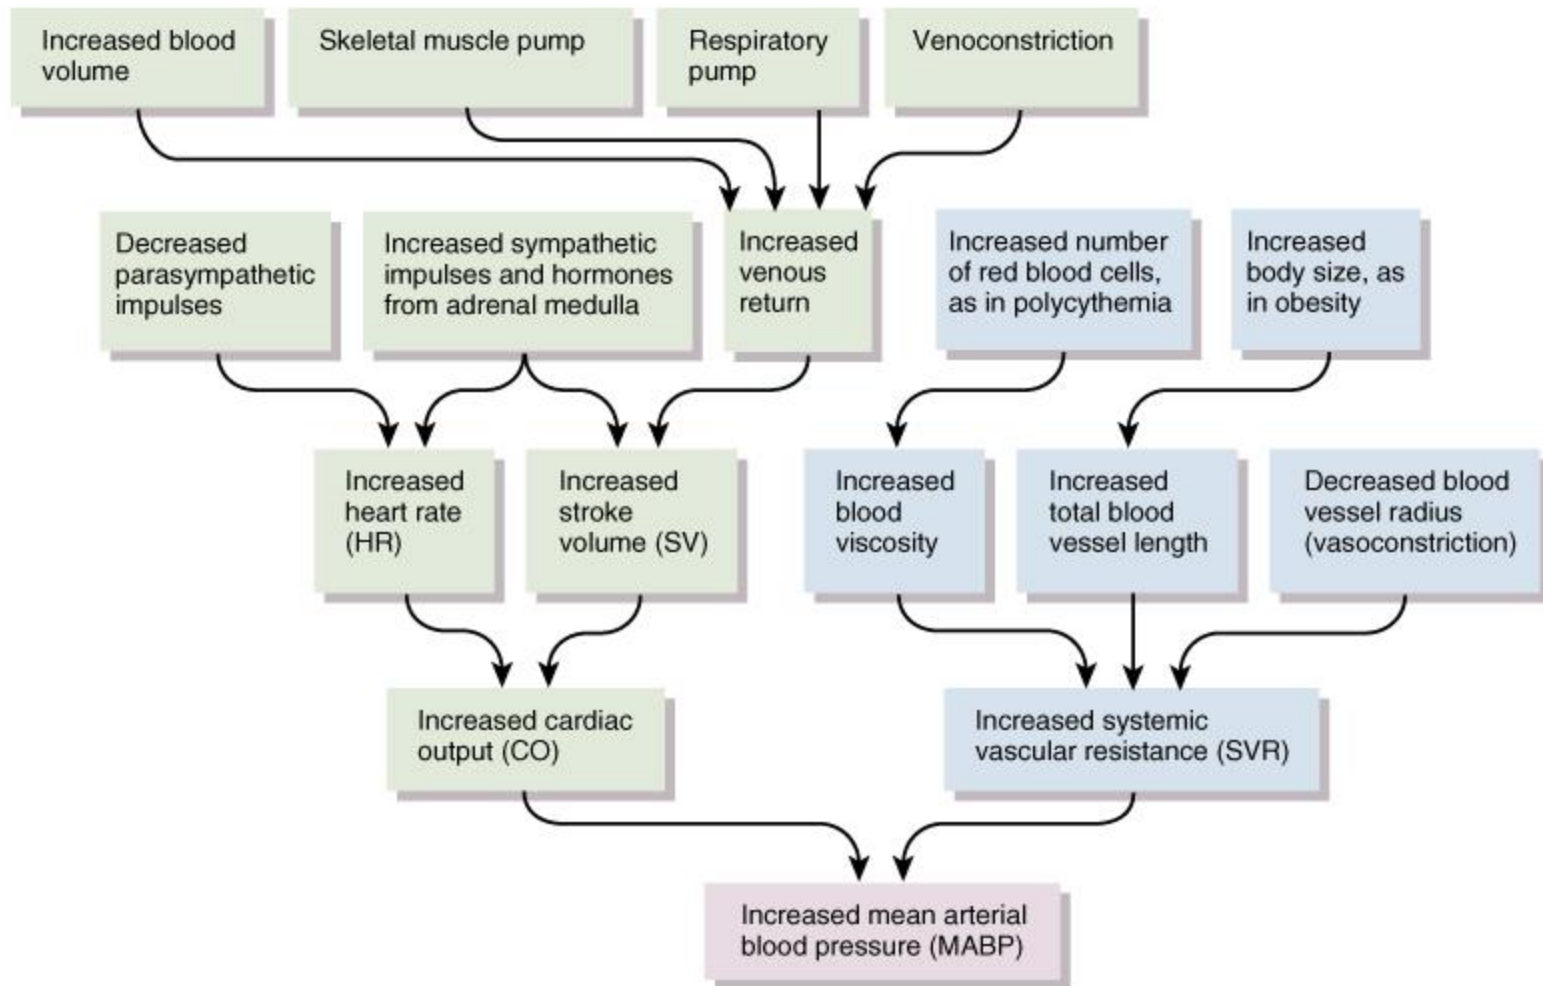 Increased blood
volume
Skeletal muscle pump
Respiratory
pump
Venoconstriction
Decreased
parasympathetic
impulses
Increased sympathetic
impulses and hormones
from adrenal medulla
Increased
venous
return
Increased number
of red blood cells,
as in polycythemia
Increased
body size, as
in obesity
Increased
heart rate
(HR)
Increased
stroke
volume (SV)
Increased
blood
viscosity
Increased
total blood
vessel length
Decreased blood
vessel radius
(vasoconstriction)
Increased cardiac
output (CO)
Increased systemic
vascular resistance (SVR)
Increased mean arterial
blood pressure (MABP)